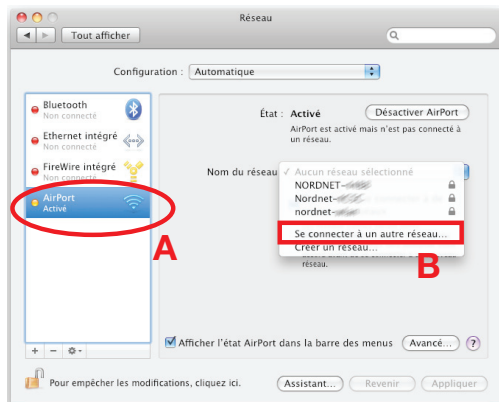 Réseau
Tout afficher
Configuration : Automatique
Bluetooth
Non connecté
Ethernet intégré
Non connecté
FireWire intégré
Non connecté
AirPort
Activé
A
État : Activé
Désactiver AirPort
AirPort est activé mais n'est pas connecté à
un réseau.
Nom du réseau
✓ Aucun réseau sélectionné
NORDNET-
Nordnet-
nordnet-
Se connecter à un autre réseau...
Créer un réseau...
réseau.
B
Afficher l'état AirPort dans la barre des menus
Avancé...
?
Pour empêcher les modifications, cliquez ici.
Assistant...
Revenir
Appliquer